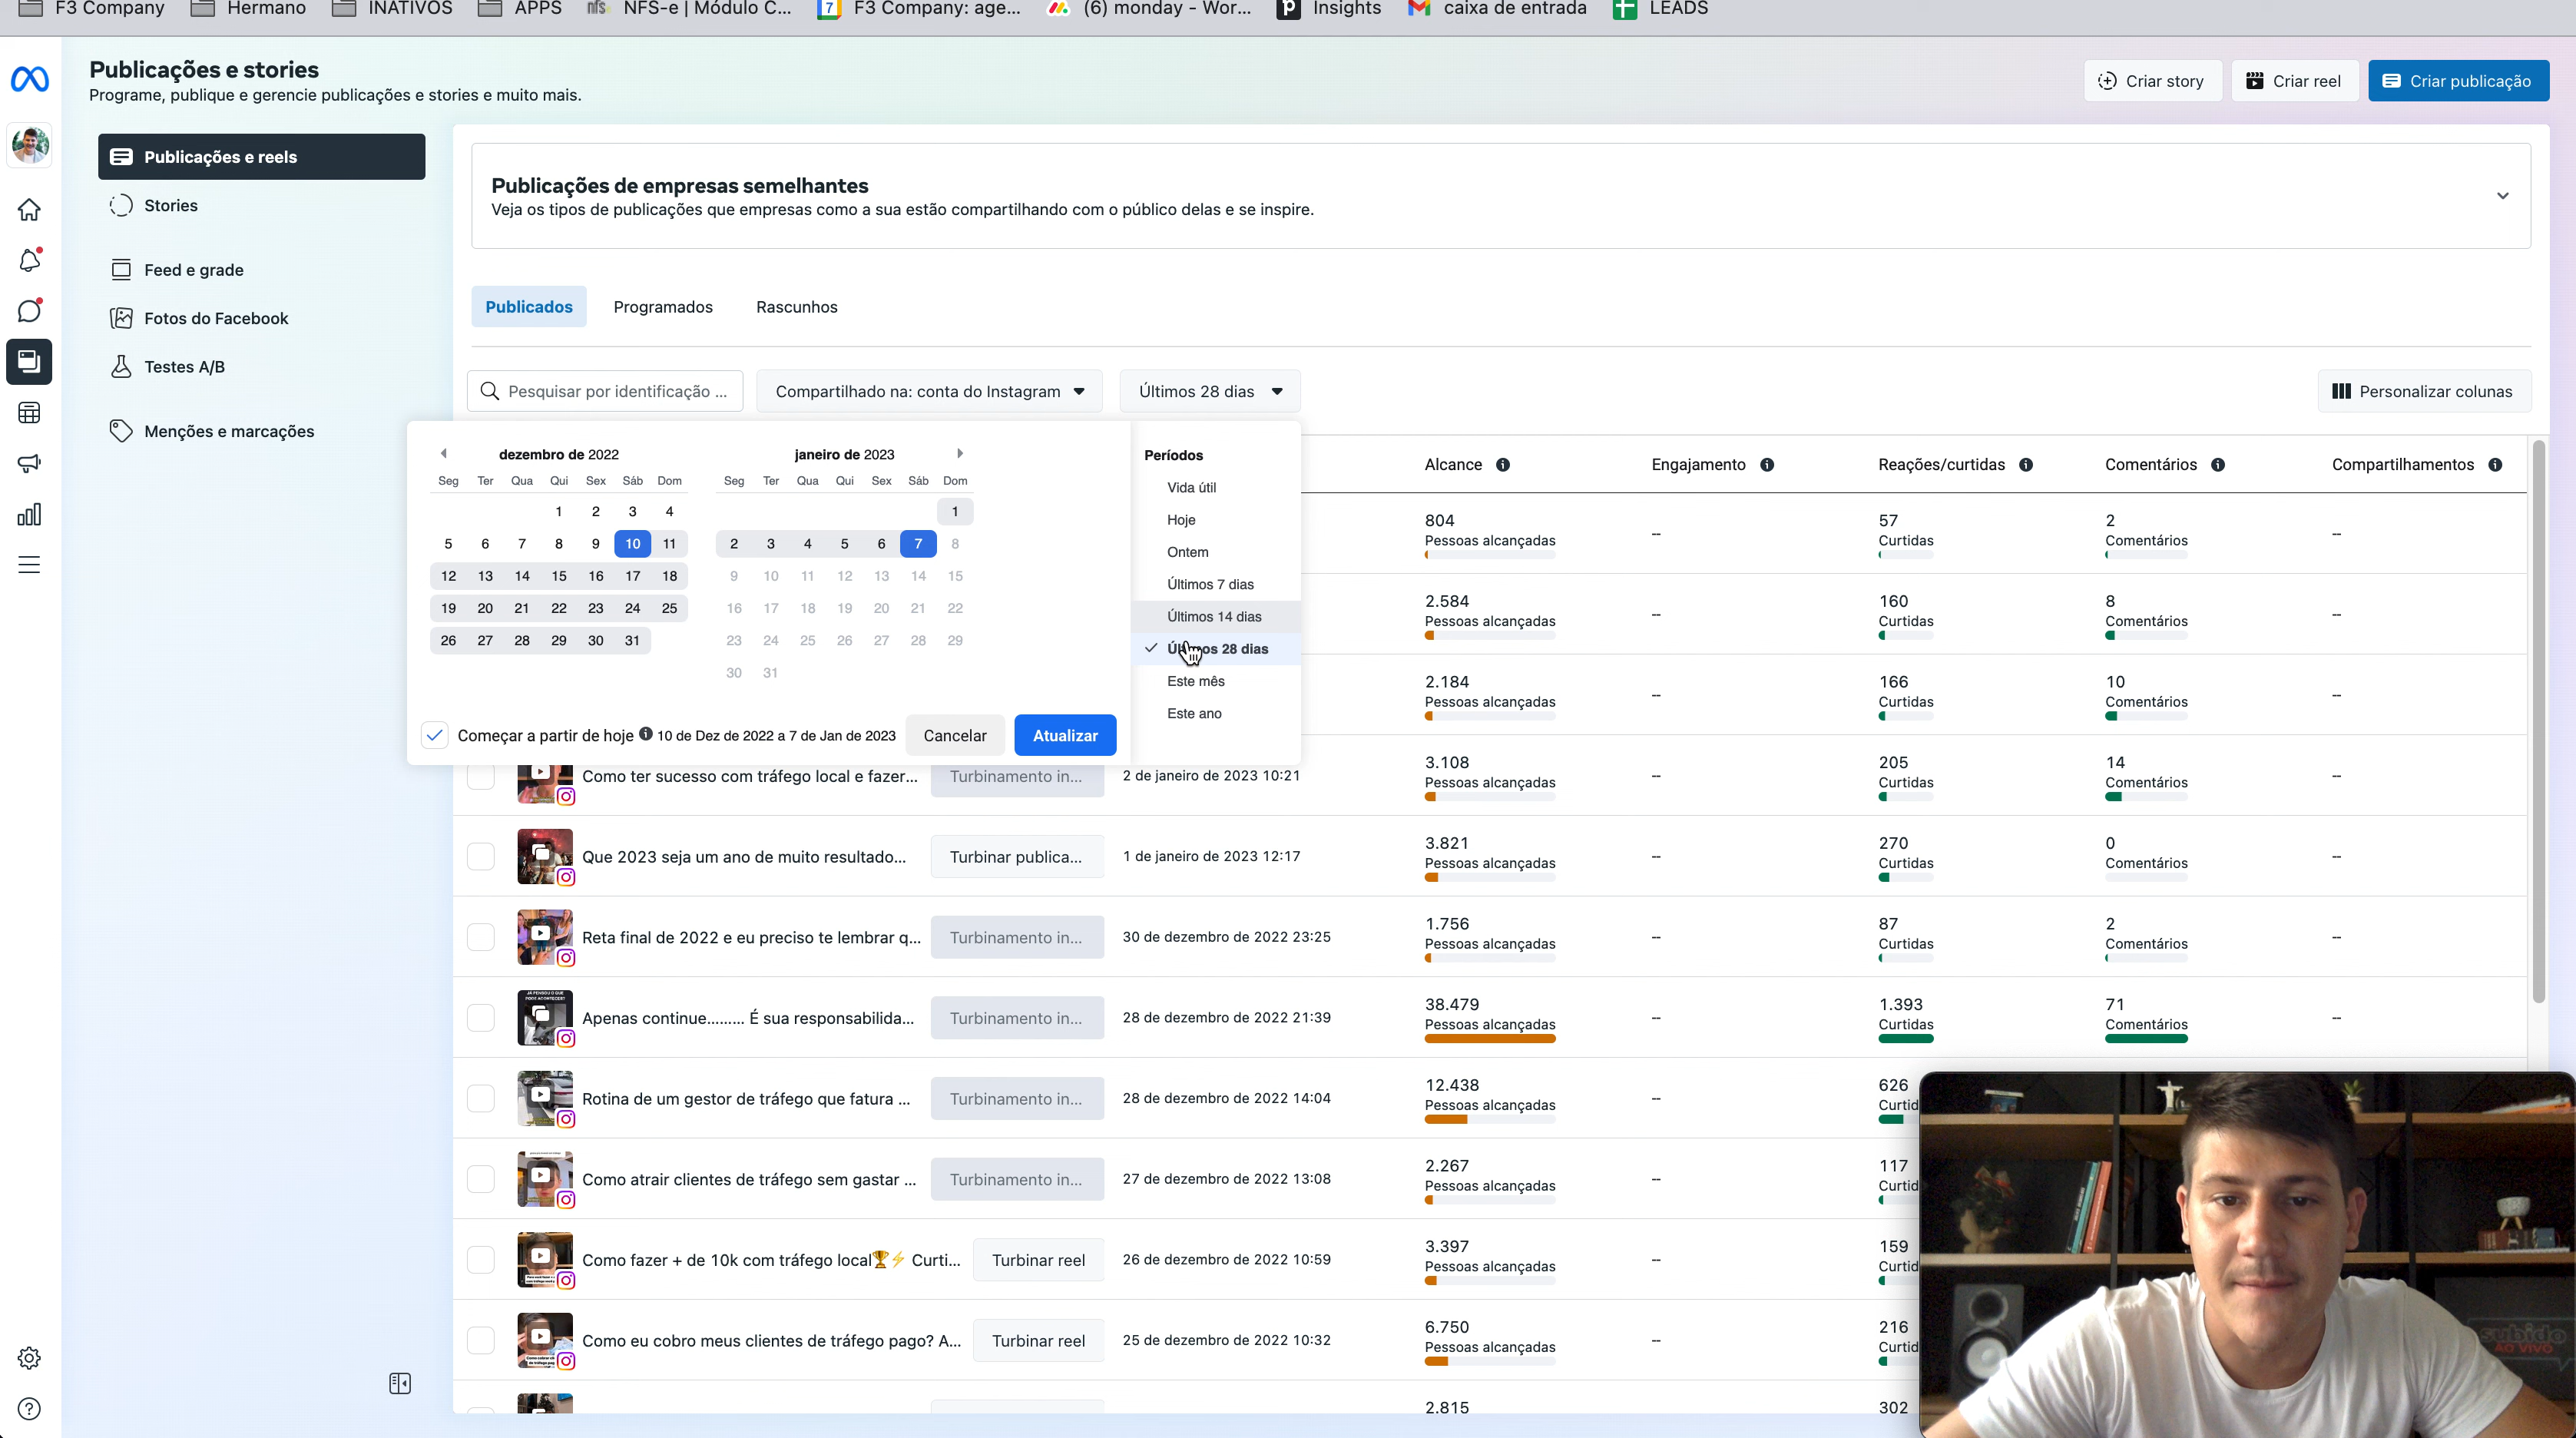 F3 Company
Hermano
INATIVOS
APPS
NFS-e | Módulo C...
F3 Company: age...
(6) monday - Wor...
Insights
caixa de entrada
LEADS
Publicações e stories
Programe, publique e gerencie publicações e stories e muito mais.
Criar story
Criar reel
Criar publicação
Publicações e reels
Stories
Feed e grade
Fotos do Facebook
Testes A/B
Menções e marcações
Publicações de empresas semelhantes
Veja os tipos de publicações que empresas como a sua estão compartilhando com o público delas e se inspire.
Publicados
Programados
Rascunhos
Pesquisar por identificação ...
Compartilhado na: conta do Instagram
Últimos 28 dias
Personalizar colunas
dezembro de 2022
Seg Ter Qua Qui Sex Sáb Dom
1 2 3 4
5 6 7 8 9 10 11
12 13 14 15 16 17 18
19 20 21 22 23 24 25
26 27 28 29 30 31
janeiro de 2023
Seg Ter Qua Qui Sex Sáb Dom
1
2 3 4 5 6 7 8
9 10 11 12 13 14 15
16 17 18 19 20 21 22
23 24 25 26 27 28 29
30 31
Períodos
Vida útil
Hoje
Ontem
Últimos 7 dias
Últimos 14 dias
28 dias
Este mês
Este ano
Começar a partir de hoje
10 de Dez de 2022 a 7 de Jan de 2023
Cancelar
Atualizar
Alcance
Engajamento
Reações/curtidas
Comentários
Compartilhamentos
804 -- 57 2 --
Pessoas alcançadas Curtidas Comentários
2.584 -- 160 8 --
Pessoas alcançadas Curtidas Comentários
2.184 -- 166 10 --
Pessoas alcançadas Curtidas Comentários
Como ter sucesso com tráfego local e fazer... Turbinamento in... 2 de janeiro de 2023 10:21 3.108 -- 205 14 --
Pessoas alcançadas Curtidas Comentários
Que 2023 seja um ano de muito resultado... Turbinar publica... 1 de janeiro de 2023 12:17 3.821 -- 270 0 --
Pessoas alcançadas Curtidas Comentários
Reta final de 2022 e eu preciso te lembrar q... Turbinamento in... 30 de dezembro de 2022 23:25 1.756 -- 87 2 --
Pessoas alcançadas Curtidas Comentários
Apenas continue......... É sua responsabilida... Turbinamento in... 28 de dezembro de 2022 21:39 38.479 -- 1.393 71 --
Pessoas alcançadas Curtidas Comentários
Rotina de um gestor de tráfego que fatura ... Turbinamento in... 28 de dezembro de 2022 14:04 12.438 -- 626
Pessoas alcançadas Curtid
Como atrair clientes de tráfego sem gastar ... Turbinamento in... 27 de dezembro de 2022 13:08 2.267 -- 117
Pessoas alcançadas Curtid
Como fazer + de 10k com tráfego local🏆⚡ Curti... Turbinar reel 26 de dezembro de 2022 10:59 3.397 -- 159
Pessoas alcançadas Curtid
Como eu cobro meus clientes de tráfego pago? A... Turbinar reel 25 de dezembro de 2022 10:32 6.750 -- 216
Pessoas alcançadas Curtid
2.815 302
subido
AO VIVO